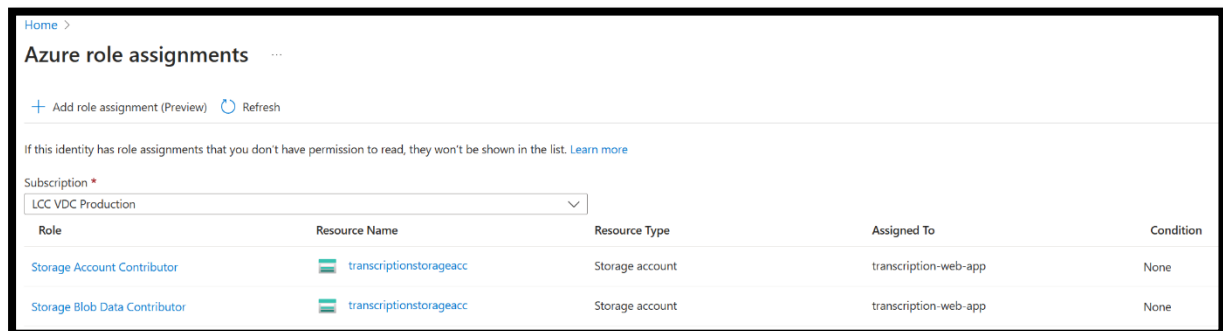 Home >
Azure role assignments ...
+ Add role assignment (Preview) Refresh
If this identity has role assignments that you don't have permission to read, they won't be shown in the list. Learn more
Subscription *
LCC VDC Production
Role Resource Name Resource Type Assigned To Condition
Storage Account Contributor transcriptionstorageacc Storage account transcription-web-app None
Storage Blob Data Contributor transcriptionstorageacc Storage account transcription-web-app None